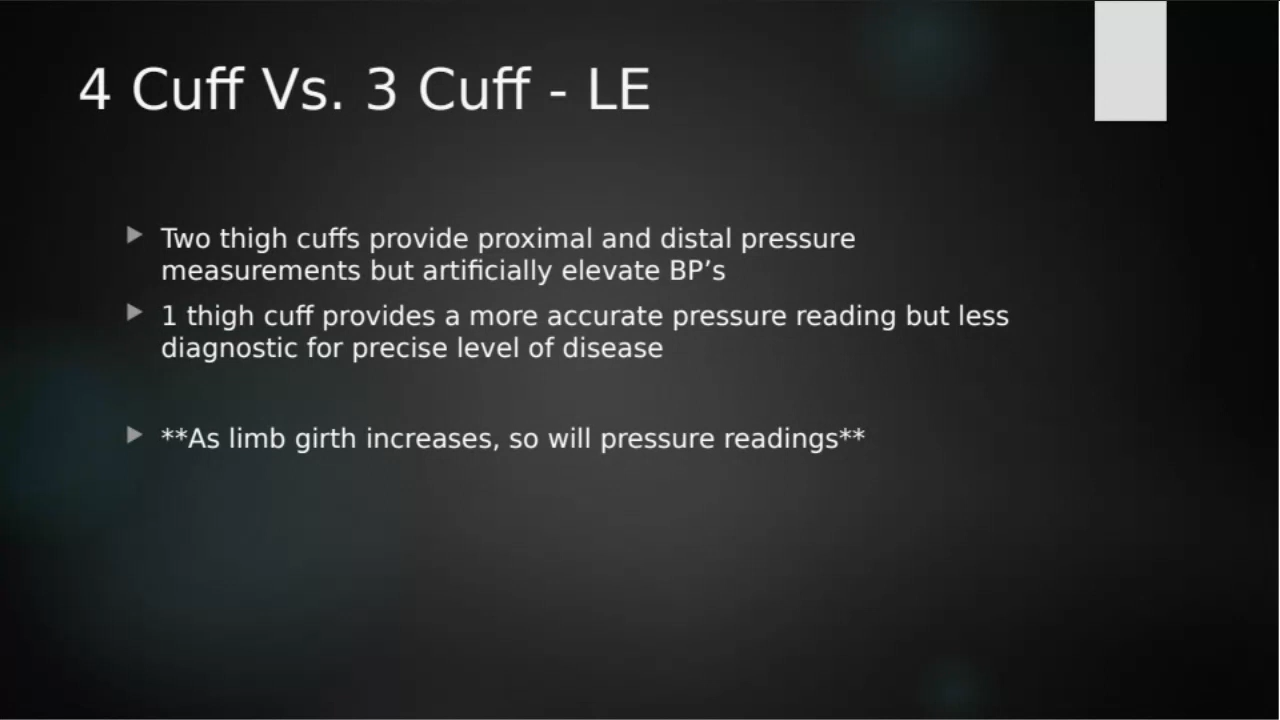 4 Cuff Vs. 3 Cuff - LE
Two thigh cuffs provide proximal and distal pressure
measurements but artificially elevate BP’s
1 thigh cuff provides a more accurate pressure reading but less
diagnostic for precise level of disease
**As limb girth increases, so will pressure readings**